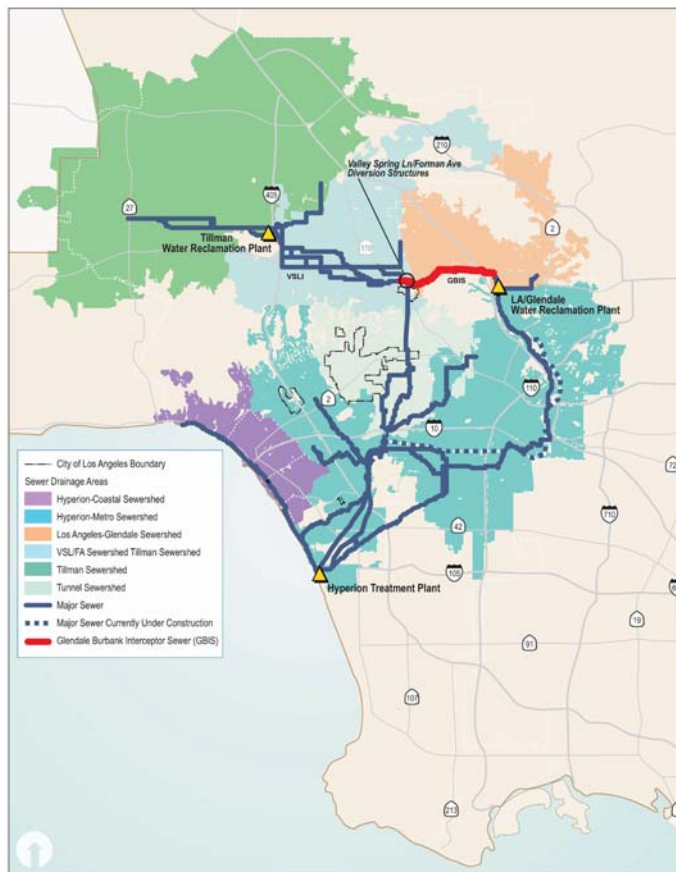 210
Valley Spring Ln/Forman Ave
Diversion Structures
27
405
2
170
Tillman
Water Reclamation Plant
VSLI
GBIS
LA/Glendale
Water Reclamation Plant
2
110
10
City of Los Angeles Boundary
Sewer Drainage Areas
Hyperion-Coastal Sewershed
Hyperion-Metro Sewershed
Los Angeles-Glendale Sewershed
VSL/FA Sewershed Tillman Sewershed
Tillman Sewershed
Tunnel Sewershed
Major Sewer
Major Sewer Currently Under Construction
Glendale Burbank Interceptor Sewer (GBIS)
72
710
42
105
Hyperion Treatment Plant
19
91
107
213